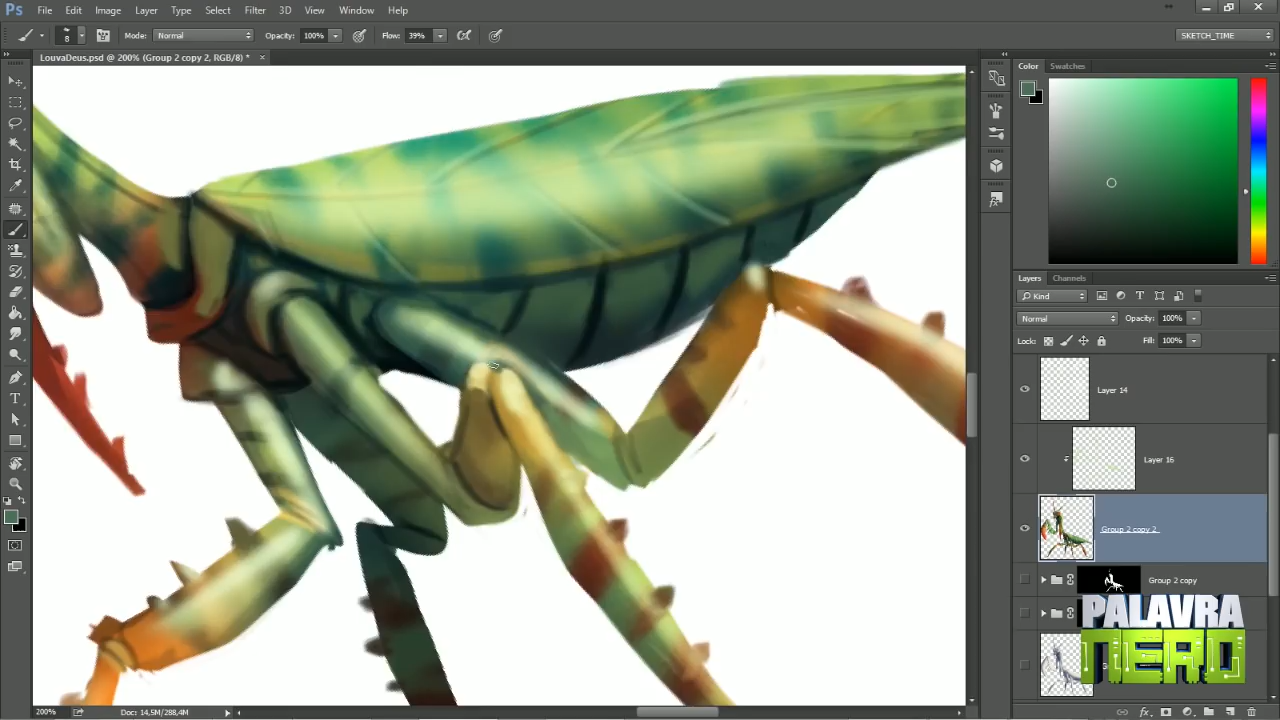 Ps File Edit Image Layer Type Select Filter 3D View Window Help
8 Mode: Normal Opacity: 100% Flow: 39% SKETCH_TIME
LouvaDeus.psd @ 200% (Group 2 copy 2, RGB/8) *
Color Swatches
Layers Channels
Kind
Normal Opacity: 100%
Lock: Fill: 100%
Layer 14
Layer 16
Group 2 copy 2
Group 2 copy
PALAVRA
NERD
200% Doc: 14,5M/288,4M